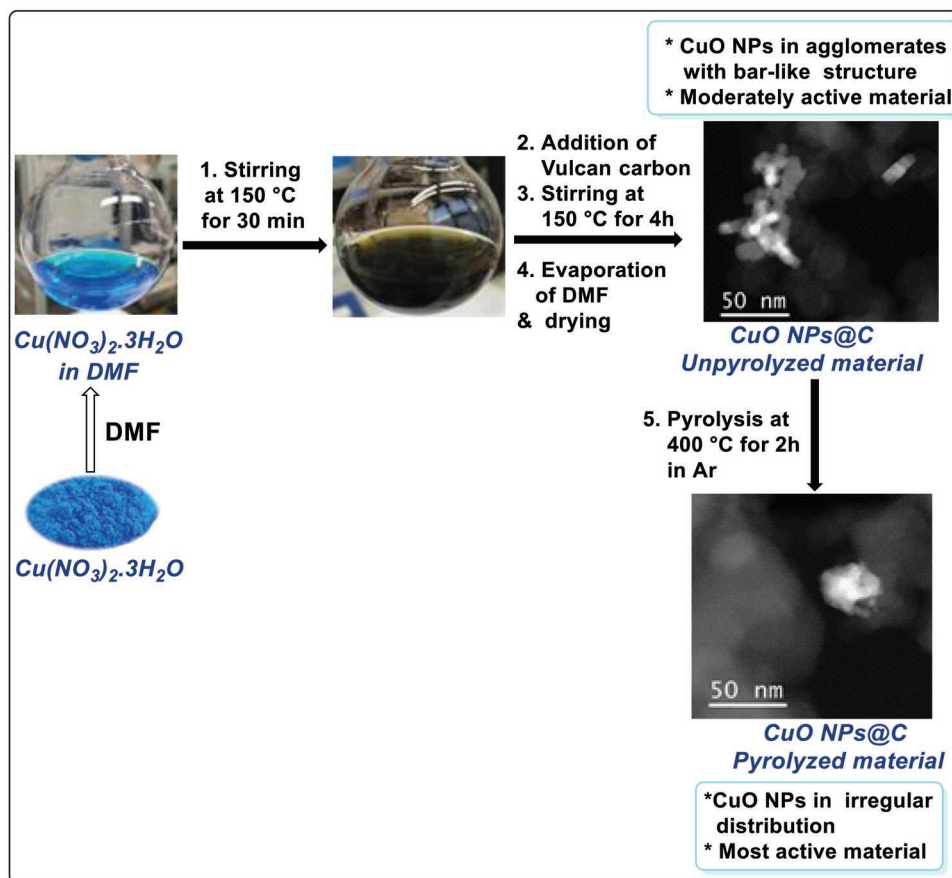 * CuO NPs in agglomerates
with bar-like structure
* Moderately active material
1. Stirring
at 150 °C
for 30 min
2. Addition of
Vulcan carbon
3. Stirring at
150 °C for 4h
4. Evaporation
of DMF
& drying
50 nm
Cu(NO₃)₂.3H₂O
in DMF
CuO NPs@C
Unpyrolyzed material
DMF
5. Pyrolysis at
400 °C for 2h
in Ar
Cu(NO₃)₂.3H₂O
50 nm
CuO NPs@C
Pyrolyzed material
*CuO NPs in irregular
distribution
* Most active material